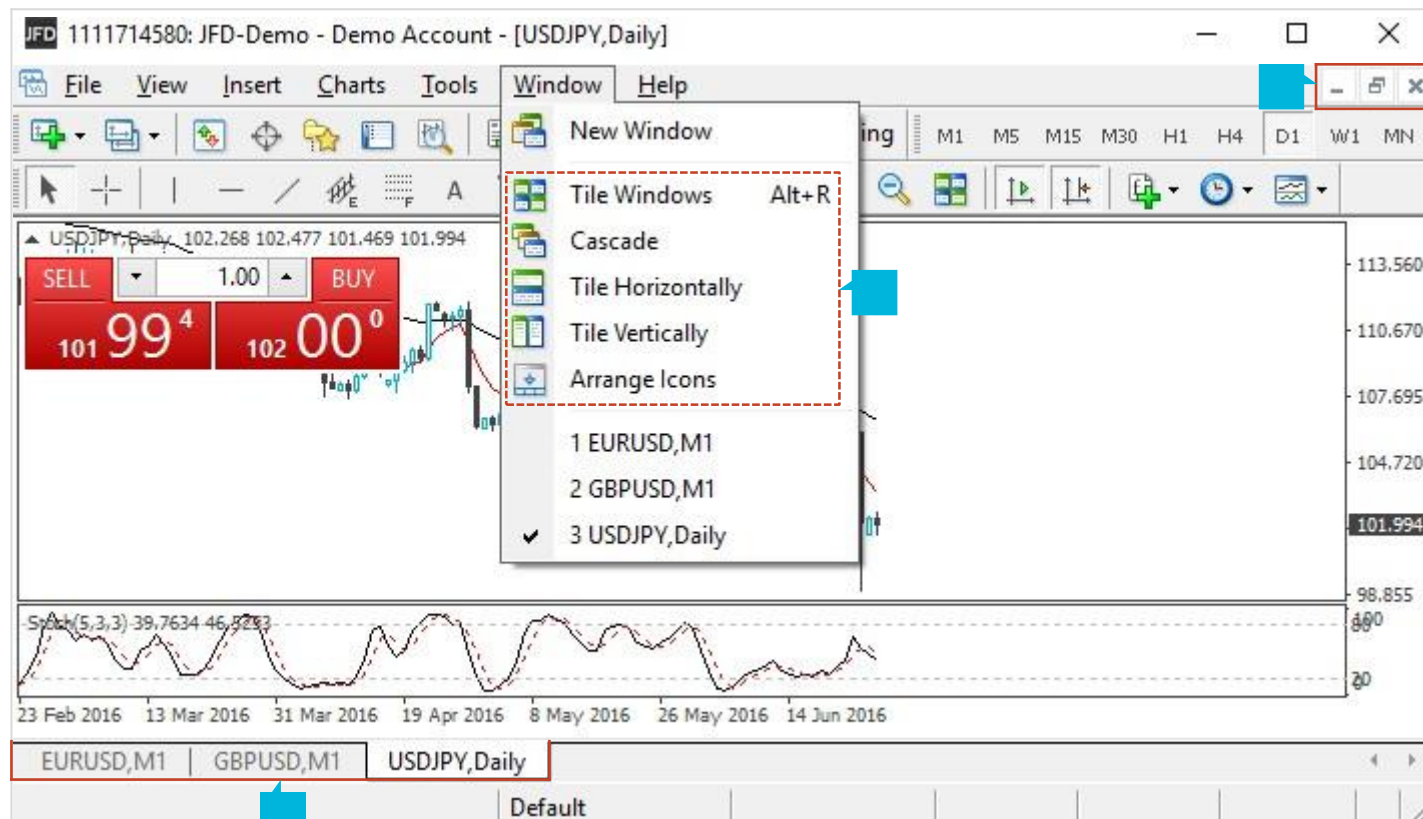 JFD 1111714580: JFD-Demo - Demo Account - [USDJPY,Daily]
File View Insert Charts Tools Window Help
New Window
ing M1 M5 M15 M30 H1 H4 D1 W1 MN
E F A
Tile Windows Alt+R
Cascade
Tile Horizontally
Tile Vertically
Arrange Icons
1 EURUSD,M1
2 GBPUSD,M1
3 USDJPY,Daily
USDJPY,Daily 102.268 102.477 101.469 101.994
SELL 1.00 BUY
101 99 4 102 00 0
113.560
110.670
107.695
104.720
101.994
98.855
Stoch(5,3,3) 39.7634 46.5253
100
80
20
0
23 Feb 2016 13 Mar 2016 31 Mar 2016 19 Apr 2016 8 May 2016 26 May 2016 14 Jun 2016
EURUSD,M1 GBPUSD,M1 USDJPY,Daily
Default